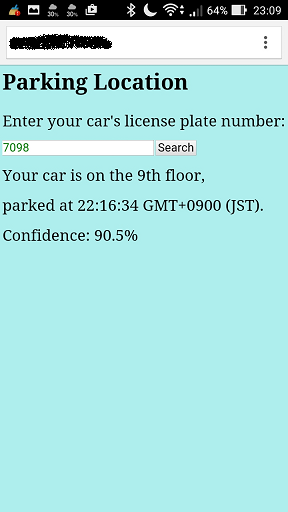 30% 30% 64% 23:09
Parking Location
Enter your car's license plate number:
7098 Search
Your car is on the 9th floor,
parked at 22:16:34 GMT+0900 (JST).
Confidence: 90.5%